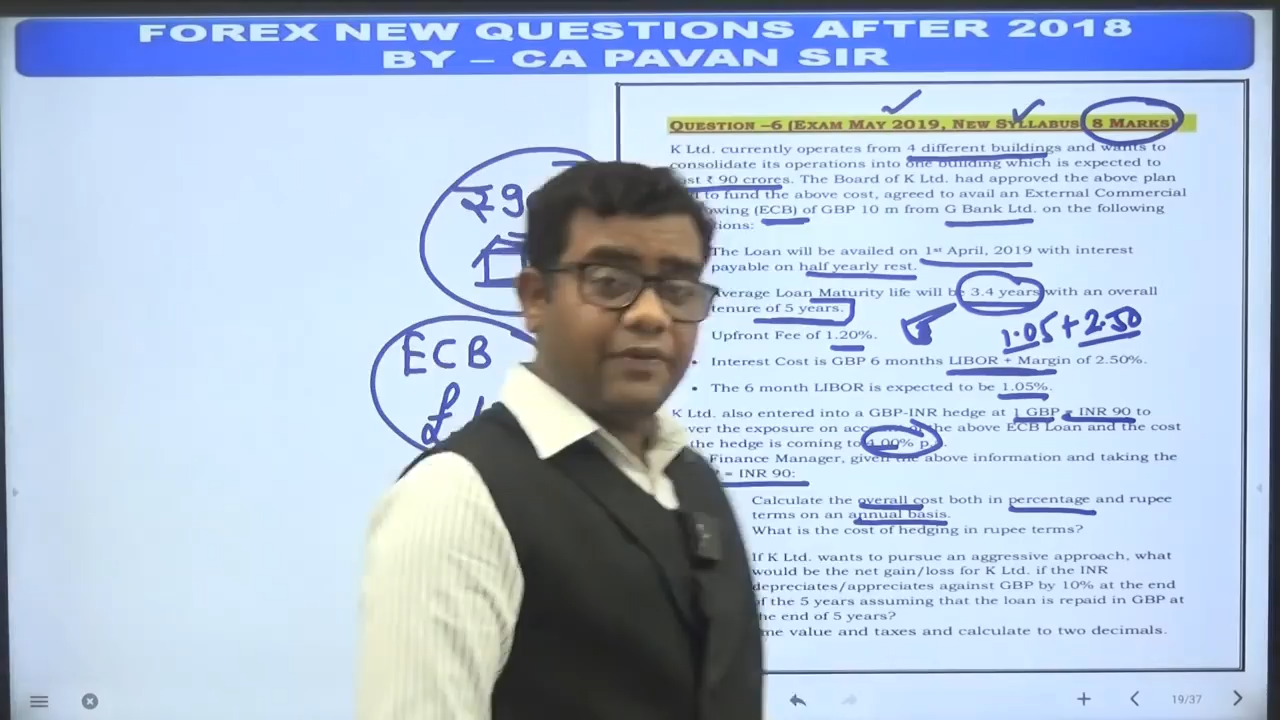 FOREX NEW QUESTIONS AFTER 2018
BY – CA PAVAN SIR
QUESTION –6 (EXAM MAY 2019, NEW SYLLABUS, 8 MARKS)
K Ltd. currently operates from 4 different buildings and wants to
consolidate its operations into one building which is expected to
₹ 90 crores. The Board of K Ltd. had approved the above plan
to fund the above cost, agreed to avail an External Commercial
(ECB) of GBP 10 m from G Bank Ltd. on the following
The Loan will be availed on 1st April, 2019 with interest
payable on half yearly rest.
Average Loan Maturity life will be 3.4 years with an overall
tenure of 5 years.
1.05 + 2.50
Upfront Fee of 1.20%.
• Interest Cost is GBP 6 months LIBOR + Margin of 2.50%.
• The 6 month LIBOR is expected to be 1.05%.
K Ltd. also entered into a GBP-INR hedge at 1 GBP = INR 90 to
the exposure on account of the above ECB Loan and the cost
the hedge is coming to 4.00% p.a.
Finance Manager, given the above information and taking the
= INR 90:
Calculate the overall cost both in percentage and rupee
terms on an annual basis.
What is the cost of hedging in rupee terms?
If K Ltd. wants to pursue an aggressive approach, what
would be the net gain/loss for K Ltd. if the INR
depreciates/appreciates against GBP by 10% at the end
of the 5 years assuming that the loan is repaid in GBP at
the end of 5 years?
value and taxes and calculate to two decimals.
ECB
£
19/37